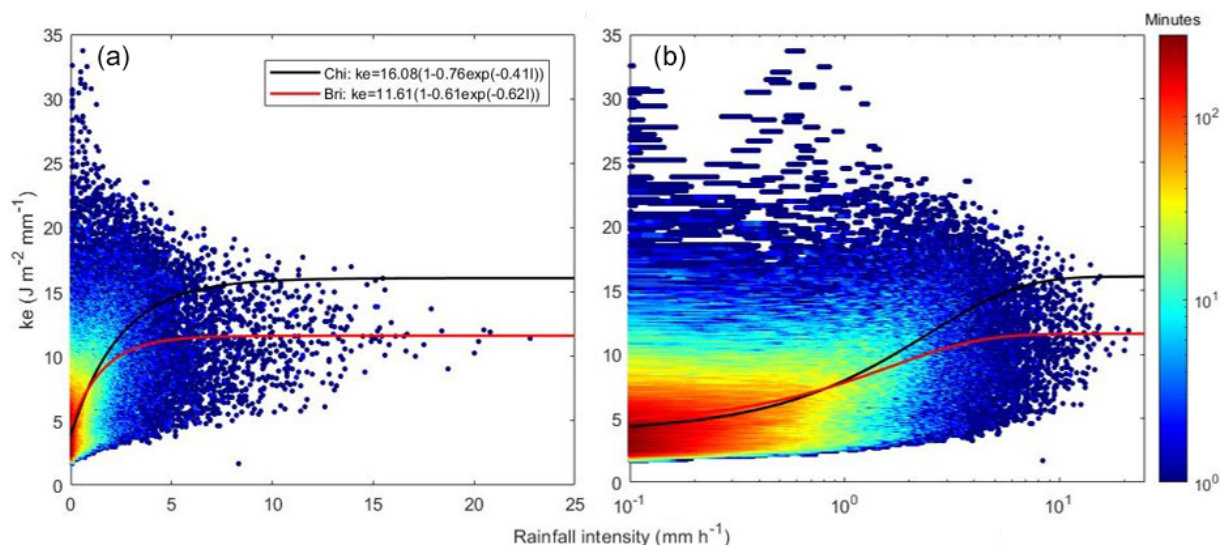 Minutes
(a)
(b)
Chi: ke=16.08(1-0.76exp(-0.41I))
Bri: ke=11.61(1-0.61exp(-0.62I))
ke (J m⁻² mm⁻¹)
35
30
25
20
15
10
5
0
0 5 10 15 20 25
35
30
25
20
15
10
5
0
10⁻¹ 10⁰ 10¹
10²
10¹
10⁰
Rainfall intensity (mm h⁻¹)